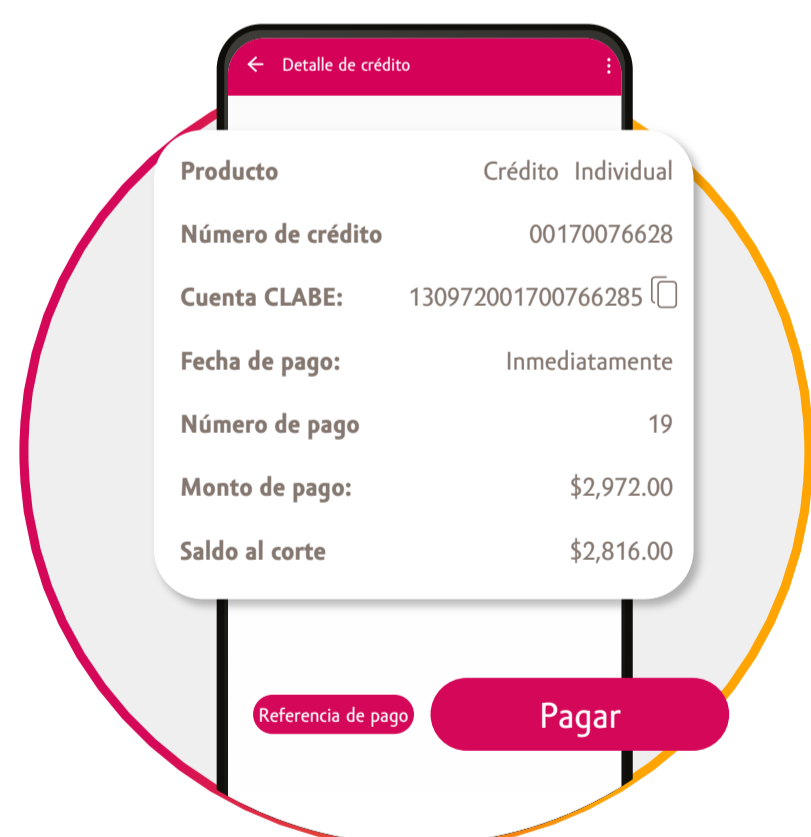 Detalle de crédito
Producto Crédito Individual
Número de crédito 00170076628
Cuenta CLABE: 130972001700766285
Fecha de pago: Inmediatamente
Número de pago 19
Monto de pago: $2,972.00
Saldo al corte $2,816.00
Referencia de pago Pagar